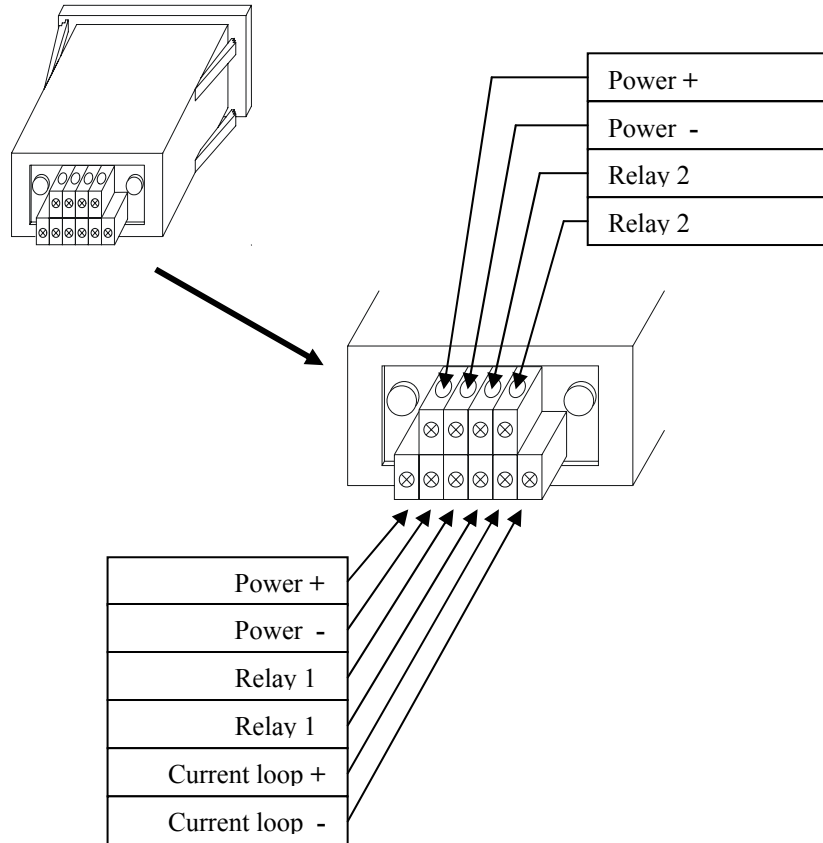 Power +
Power -
Relay 2
Relay 2
Power +
Power -
Relay 1
Relay 1
Current loop +
Current loop -